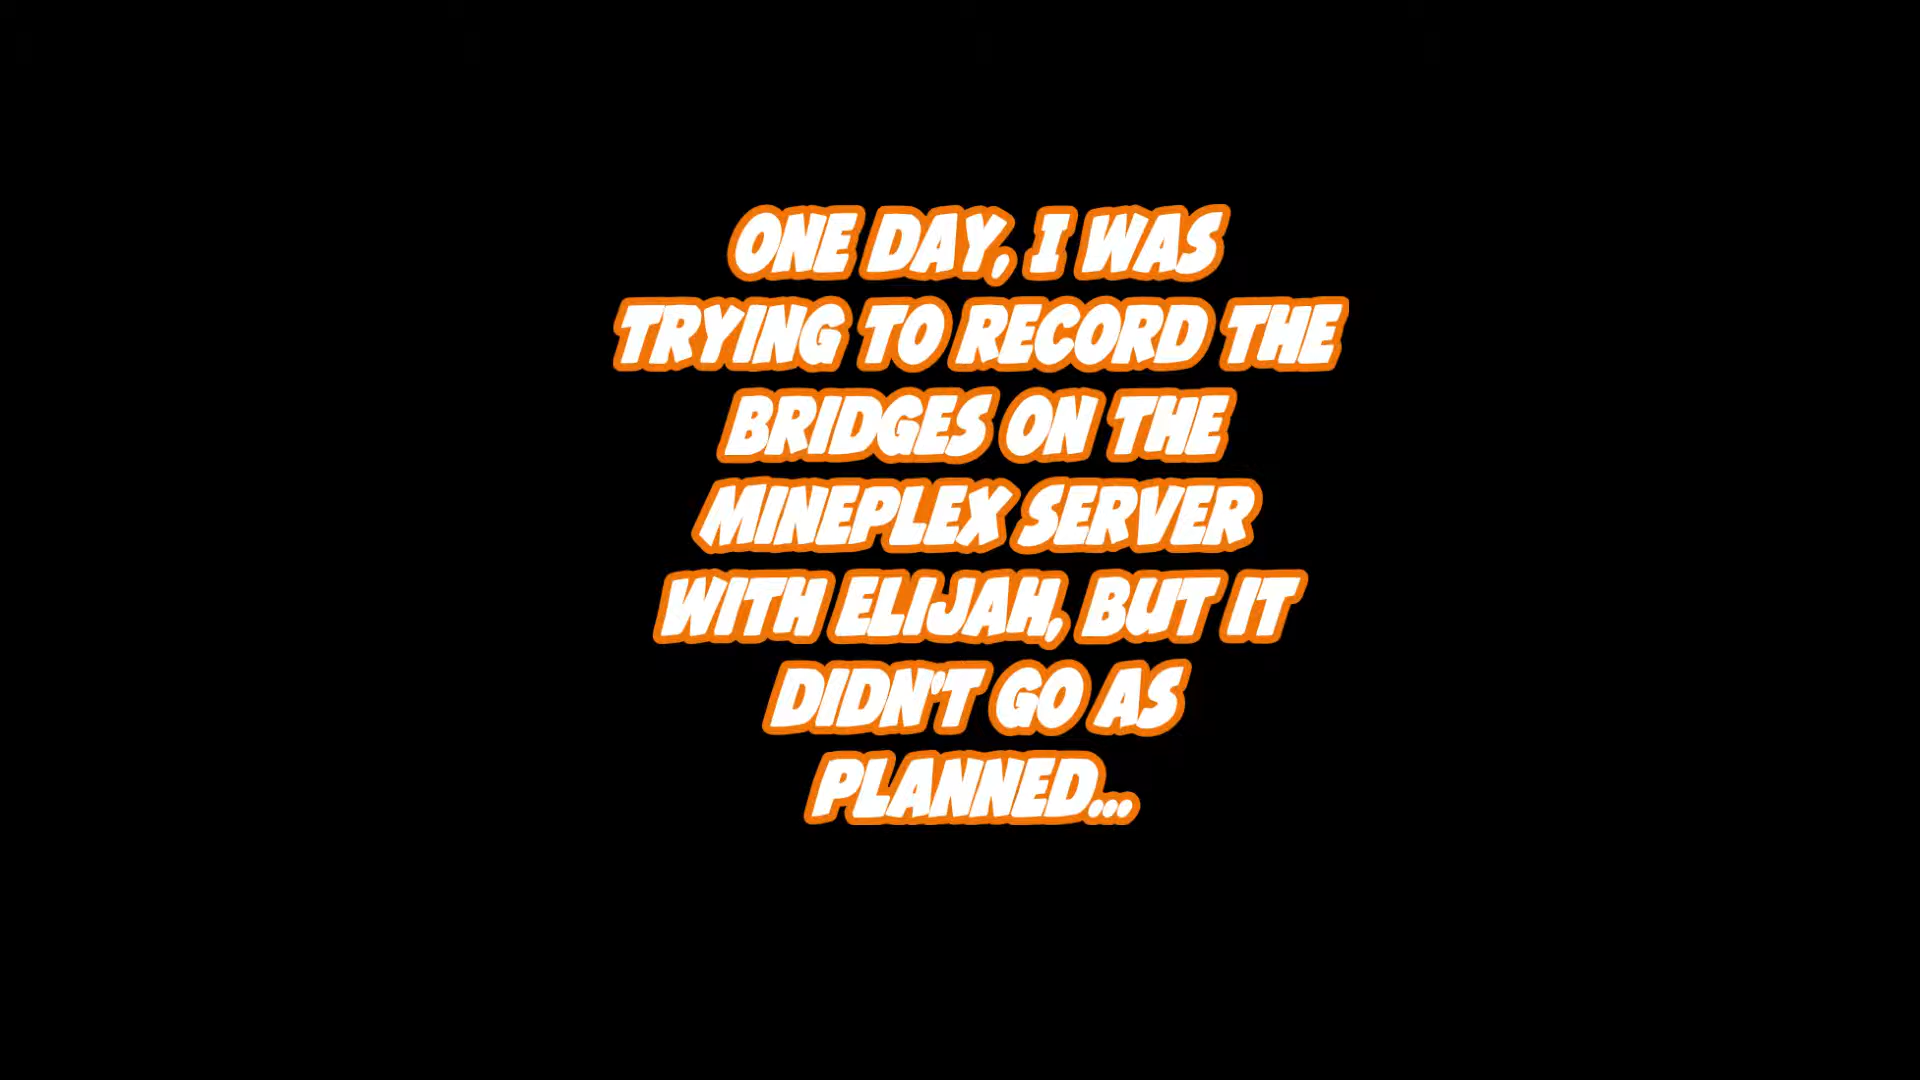 ONE DAY, I WAS
TRYING TO RECORD THE
BRIDGES ON THE
MINEPLEX SERVER
WITH ELIJAH, BUT IT
DIDN'T GO AS
PLANNED...